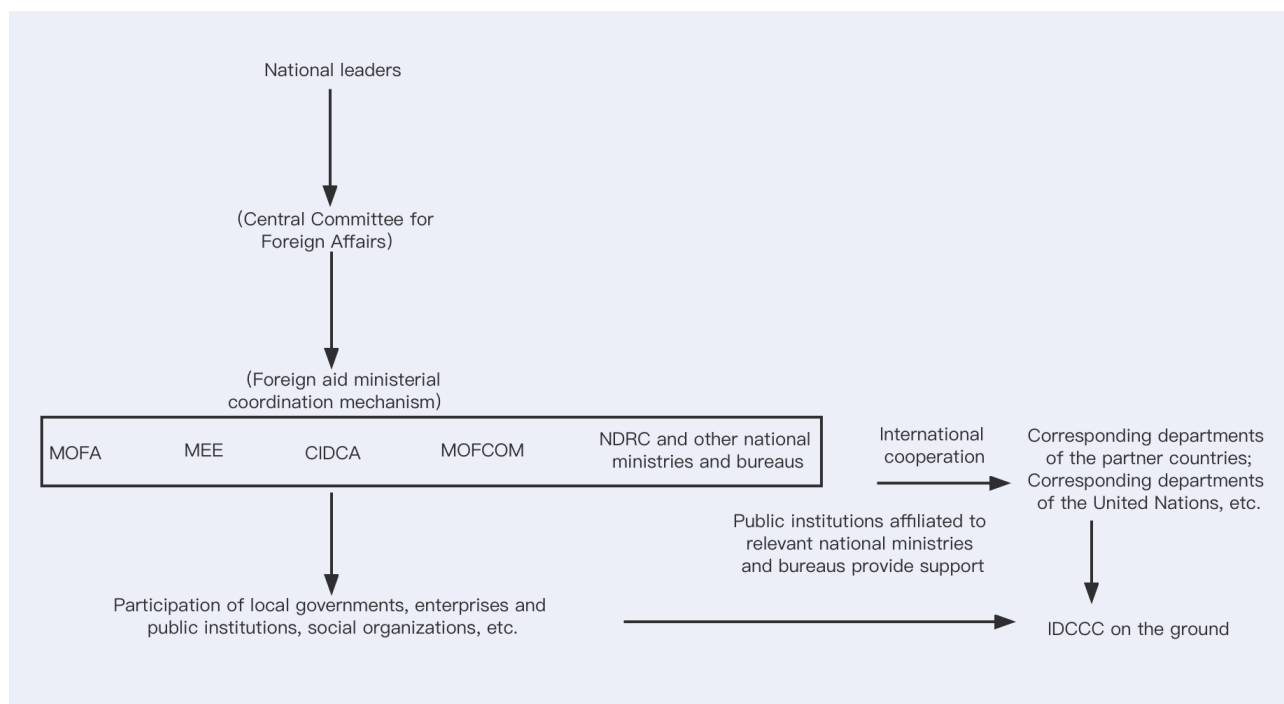 National leaders
(Central Committee for
Foreign Affairs)
(Foreign aid ministerial
coordination mechanism)
MOFA
MEE
CIDCA
MOFCOM
NDRC and other national
ministries and bureaus
International
cooperation
Corresponding departments
of the partner countries;
Corresponding departments
of the United Nations, etc.
Public institutions affiliated to
relevant national ministries
and bureaus provide support
Participation of local governments, enterprises and
public institutions, social organizations, etc.
IDCCC on the ground